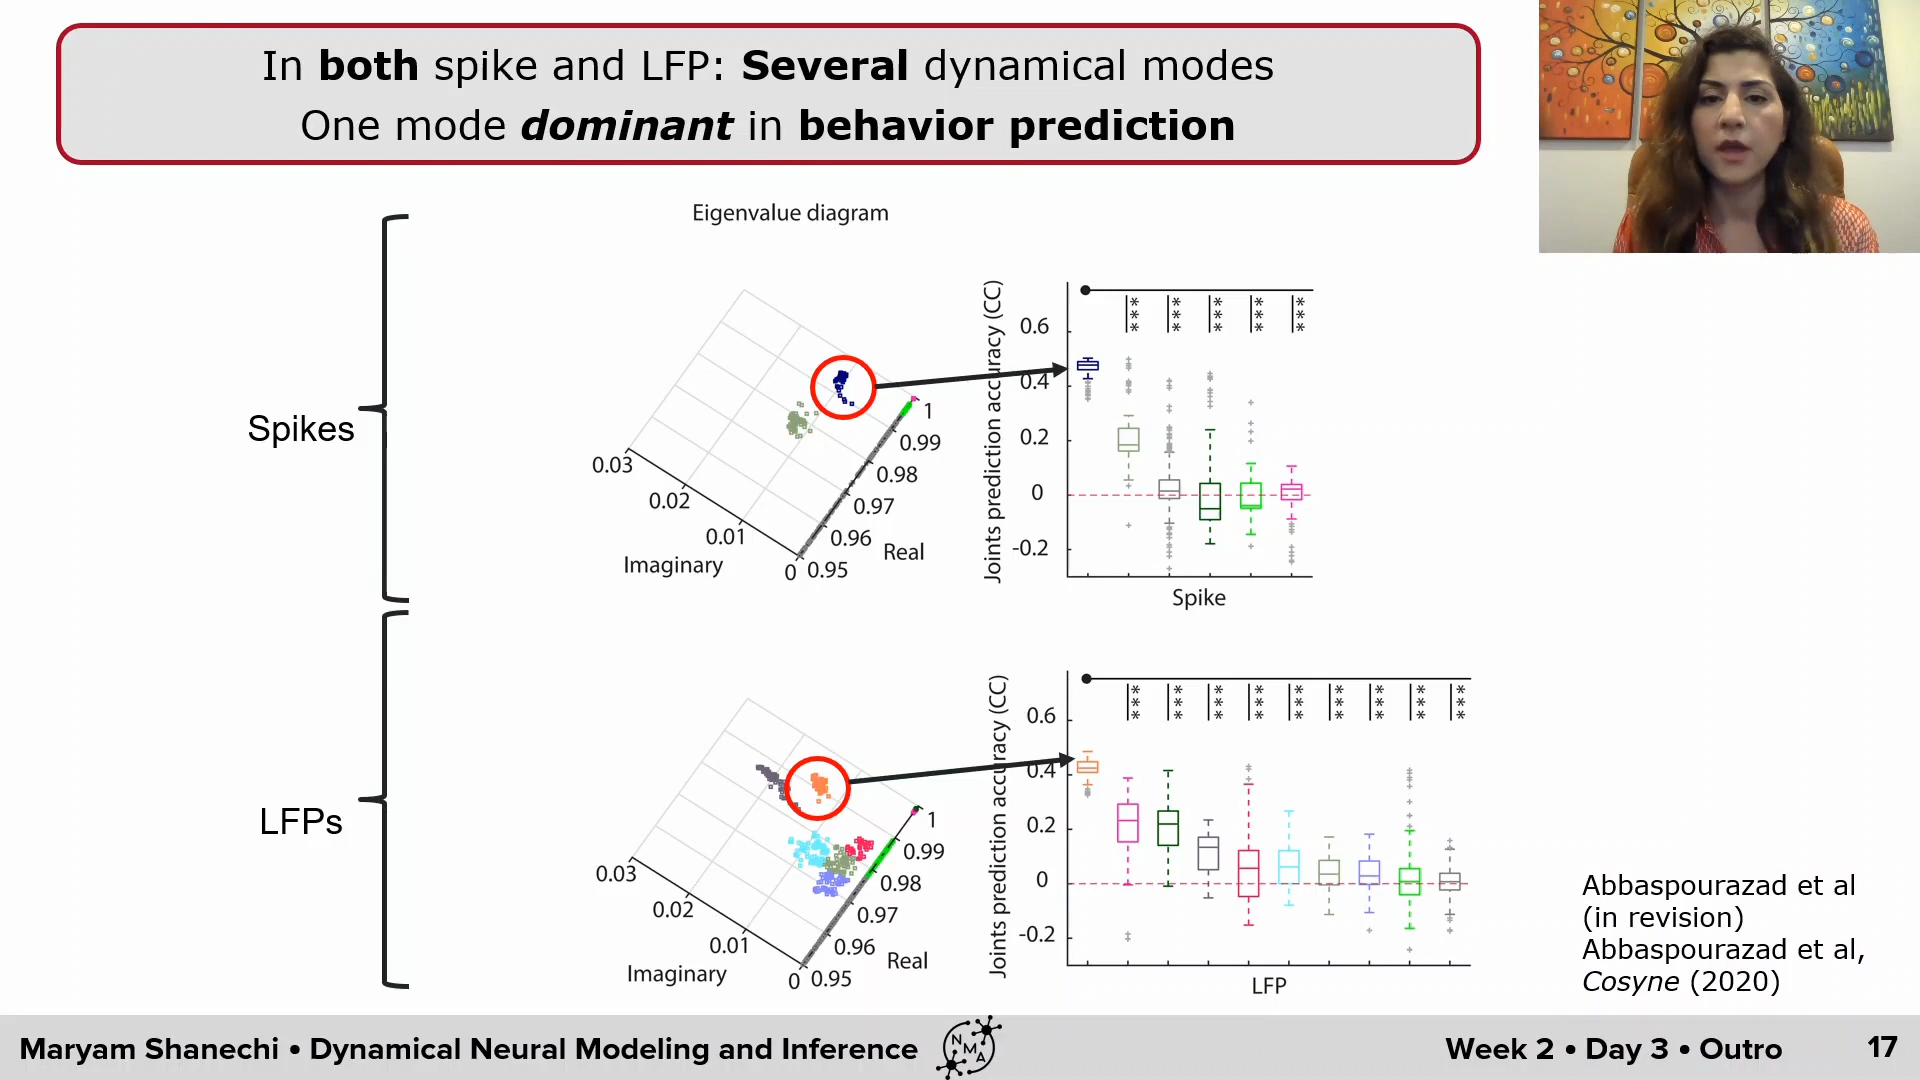 In both spike and LFP: Several dynamical modes
One mode dominant in behavior prediction
Eigenvalue diagram
Spikes
0.03
0.02
0.01
0
Imaginary
1
0.99
0.98
0.97
0.96
0.95
Real
Joints prediction accuracy (CC)
0.6
0.4
0.2
0
-0.2
***
***
***
***
***
Spike
LFPs
0.03
0.02
0.01
0
Imaginary
1
0.99
0.98
0.97
0.96
0.95
Real
Joints prediction accuracy (CC)
0.6
0.4
0.2
0
-0.2
***
***
***
***
***
***
***
***
***
LFP
Abbaspourazad et al
(in revision)
Abbaspourazad et al,
Cosyne (2020)
Maryam Shanechi • Dynamical Neural Modeling and Inference
NMA
Week 2 • Day 3 • Outro
17